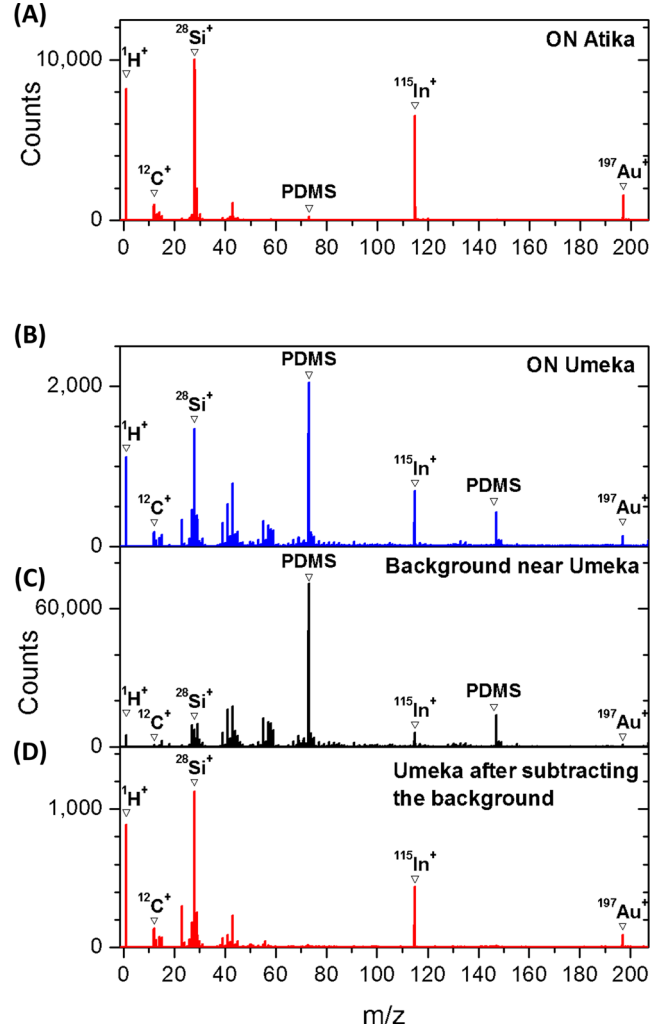 (A)
ON Atika
10,000
0
Counts
¹H⁺
¹²C⁺
²⁸Si⁺
PDMS
¹¹⁵In⁺
¹⁹⁷Au⁺
0 20 40 60 80 100 120 140 160 180 200
(B)
ON Umeka
2,000
0
¹H⁺
¹²C⁺
²⁸Si⁺
PDMS
¹¹⁵In⁺
PDMS
¹⁹⁷Au⁺
(C)
Background near Umeka
60,000
0
Counts
¹H⁺
¹²C⁺
²⁸Si⁺
PDMS
¹¹⁵In⁺
PDMS
¹⁹⁷Au⁺
(D)
Umeka after subtracting
the background
1,000
0
¹H⁺
¹²C⁺
²⁸Si⁺
¹¹⁵In⁺
¹⁹⁷Au⁺
0 20 40 60 80 100 120 140 160 180 200
m/z